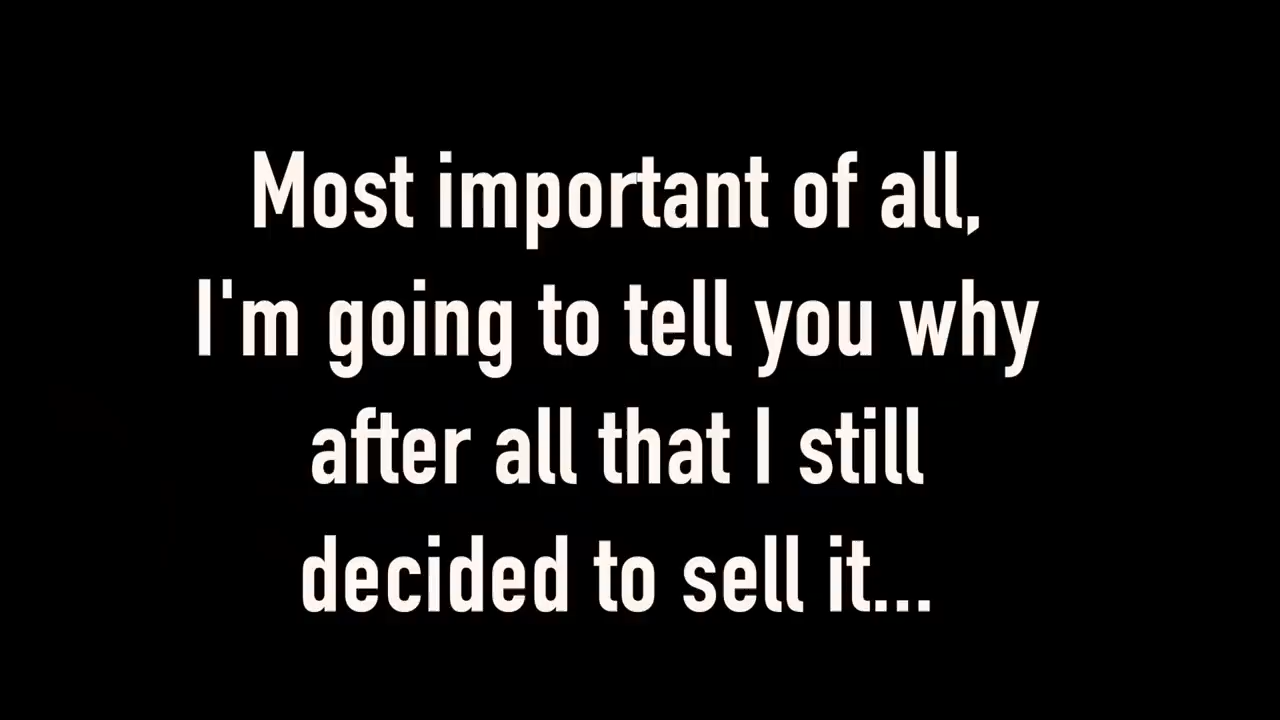 Most important of all,
I'm going to tell you why
after all that I still
decided to sell it...